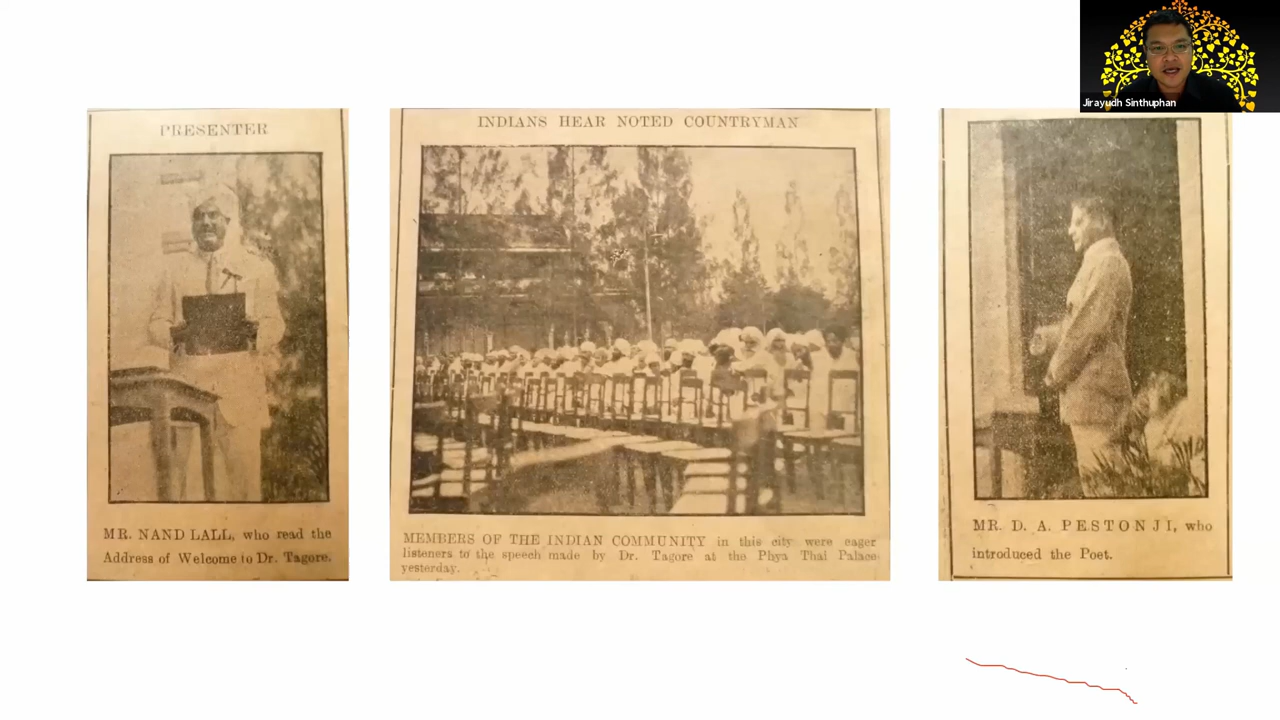 PRESENTER
MR. NAND LALL, who read the
Address of Welcome to Dr. Tagore.
INDIANS HEAR NOTED COUNTRYMAN
MEMBERS OF THE INDIAN COMMUNITY in this city were eager
listeners to the speech made by Dr. Tagore at the Phya Thai Palace
yesterday.
MR. D. A. PESTONJI, who
introduced the Poet.
Jirayudh Sinthuphan